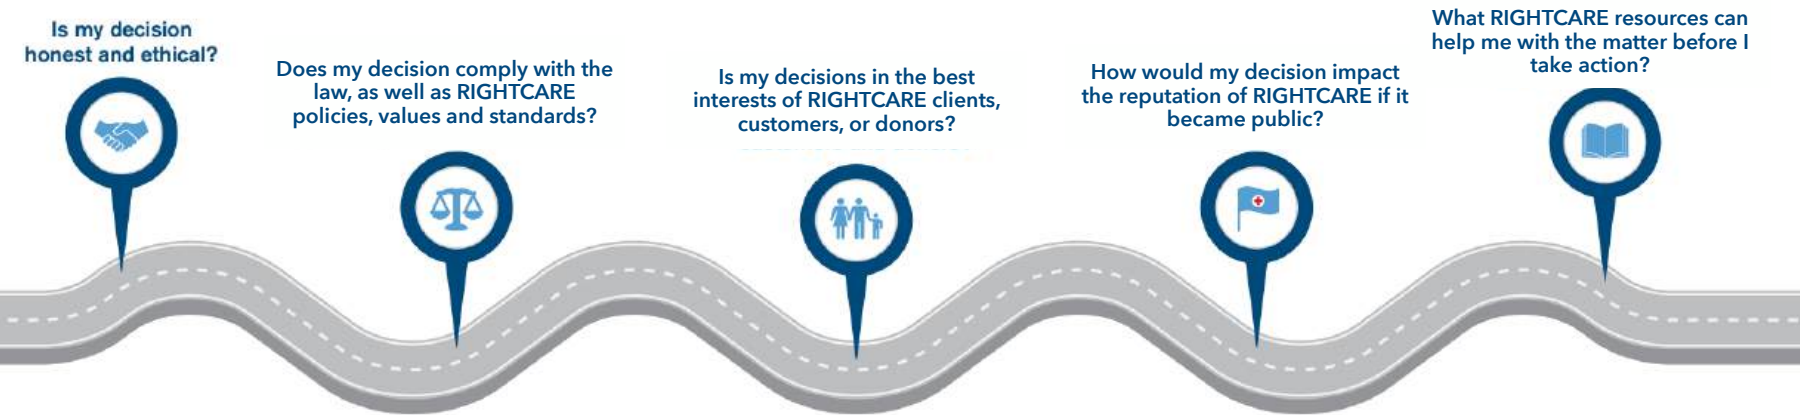 Is my decision
honest and ethical?
Does my decision comply with the
law, as well as RIGHTCARE
policies, values and standards?
Is my decisions in the best
interests of RIGHTCARE clients,
customers, or donors?
How would my decision impact
the reputation of RIGHTCARE if it
became public?
What RIGHTCARE resources can
help me with the matter before I
take action?